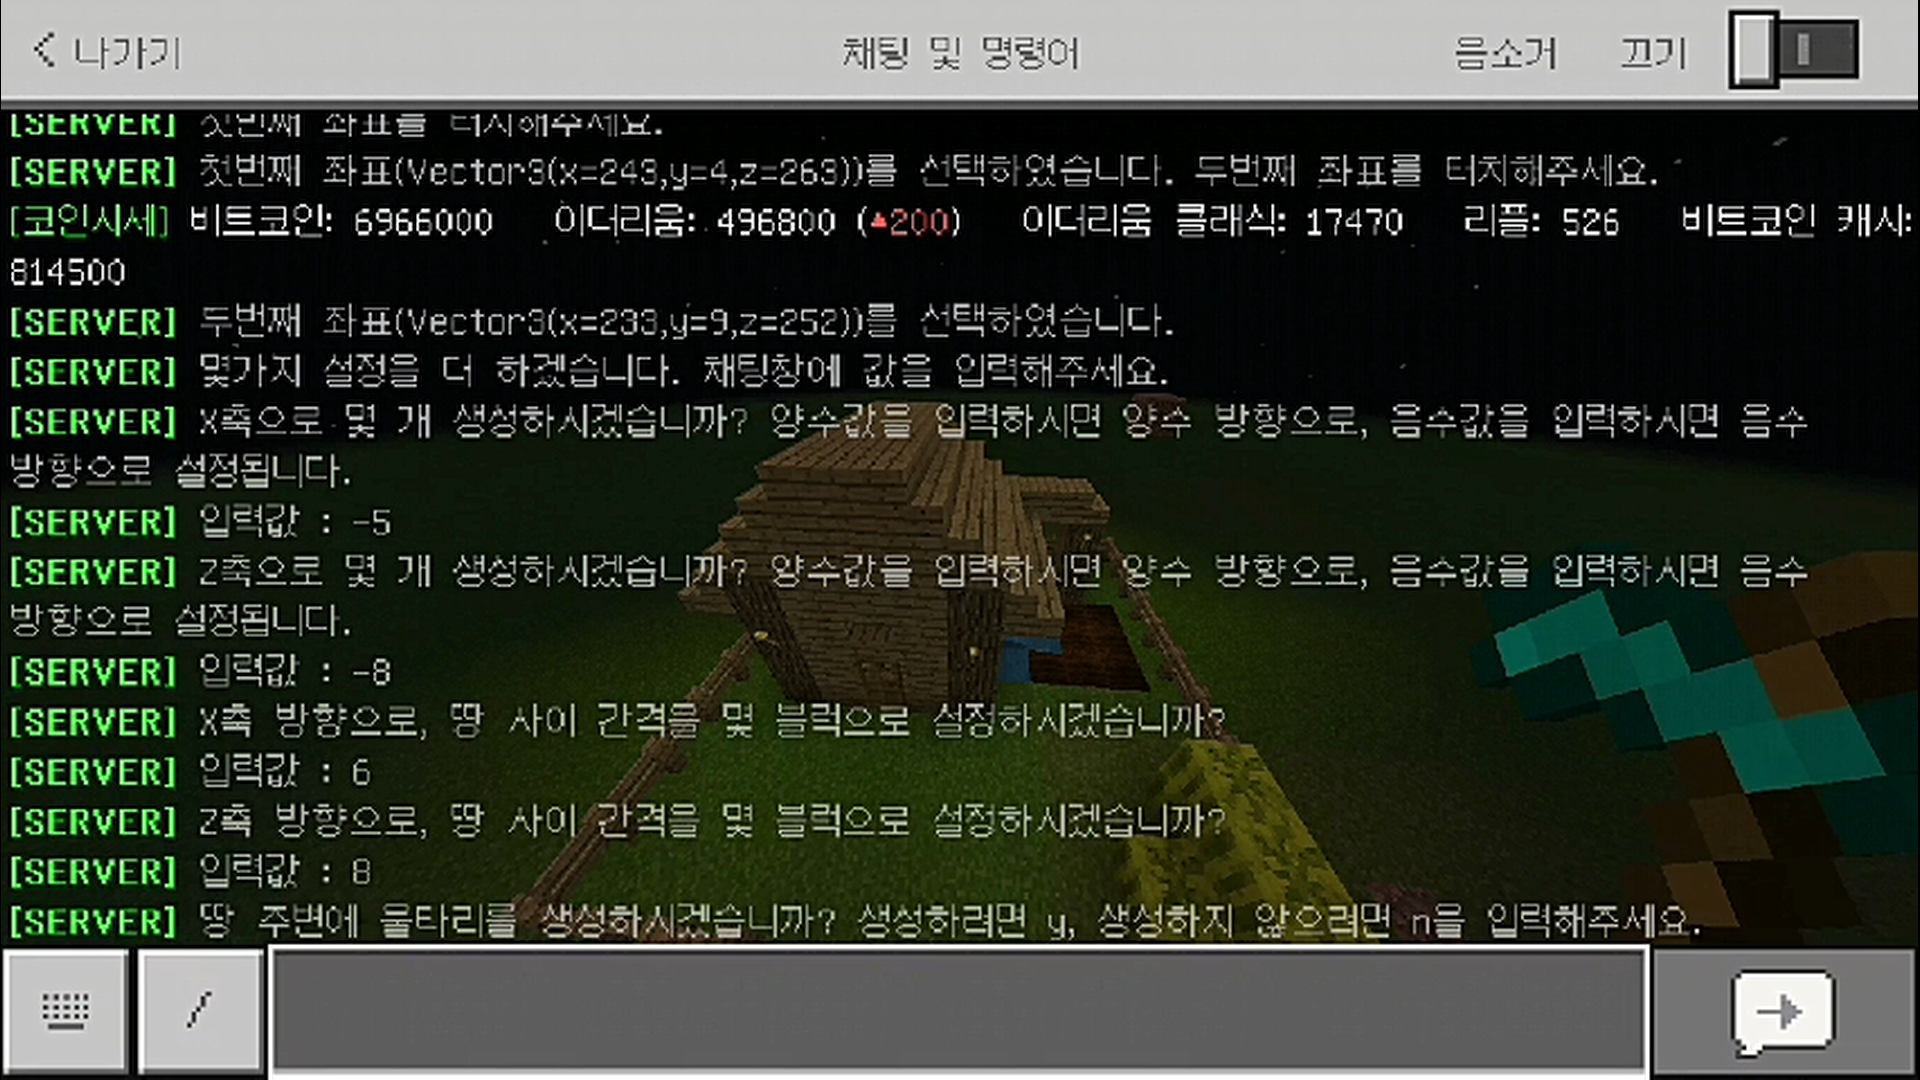 나가기
채팅 및 명령어
음소거
끄기
[SERVER] 첫번째 좌표를 터치해주세요.
[SERVER] 첫번째 좌표(Vector3(x=243,y=4,z=263))를 선택하였습니다. 두번째 좌표를 터치해주세요.
[코인시세] 비트코인: 6966000 이더리움: 496800 (▲200) 이더리움 클래식: 17470 리플: 526 비트코인 캐시:
814500
[SERVER] 두번째 좌표(Vector3(x=233,y=9,z=252))를 선택하였습니다.
[SERVER] 몇가지 설정을 더 하겠습니다. 채팅창에 값을 입력해주세요.
[SERVER] X축으로 몇 개 생성하시겠습니까? 양수값을 입력하시면 양수 방향으로, 음수값을 입력하시면 음수
방향으로 설정됩니다.
[SERVER] 입력값 : -5
[SERVER] Z축으로 몇 개 생성하시겠습니까? 양수값을 입력하시면 양수 방향으로, 음수값을 입력하시면 음수
방향으로 설정됩니다.
[SERVER] 입력값 : -8
[SERVER] X축 방향으로, 땅 사이 간격을 몇 블럭으로 설정하시겠습니까?
[SERVER] 입력값 : 6
[SERVER] Z축 방향으로, 땅 사이 간격을 몇 블럭으로 설정하시겠습니까?
[SERVER] 입력값 : 8
[SERVER] 땅 주변에 울타리를 생성하시겠습니까? 생성하려면 y, 생성하지 않으려면 n을 입력해주세요.
/